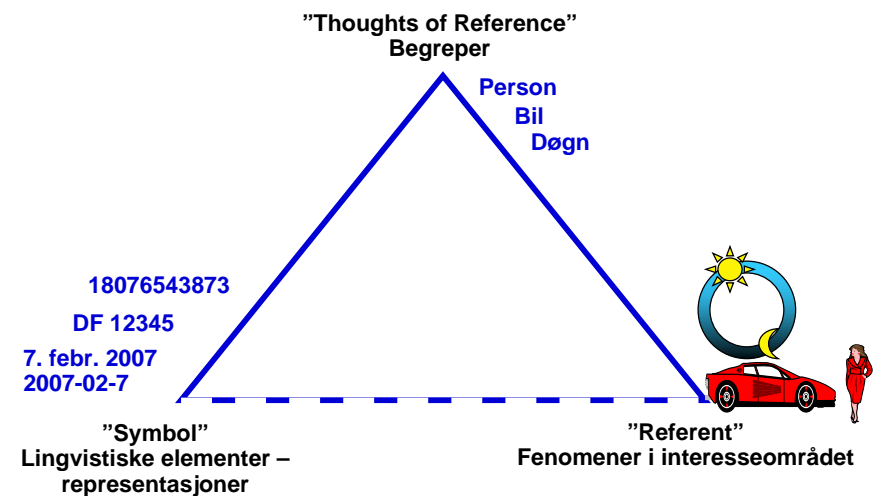 ”Thoughts of Reference”
Begreper
Person
Bil
Døgn
18076543873
DF 12345
7. febr. 2007
2007-02-7
”Symbol”
Lingvistiske elementer –
representasjoner
”Referent”
Fenomener i interesseområdet